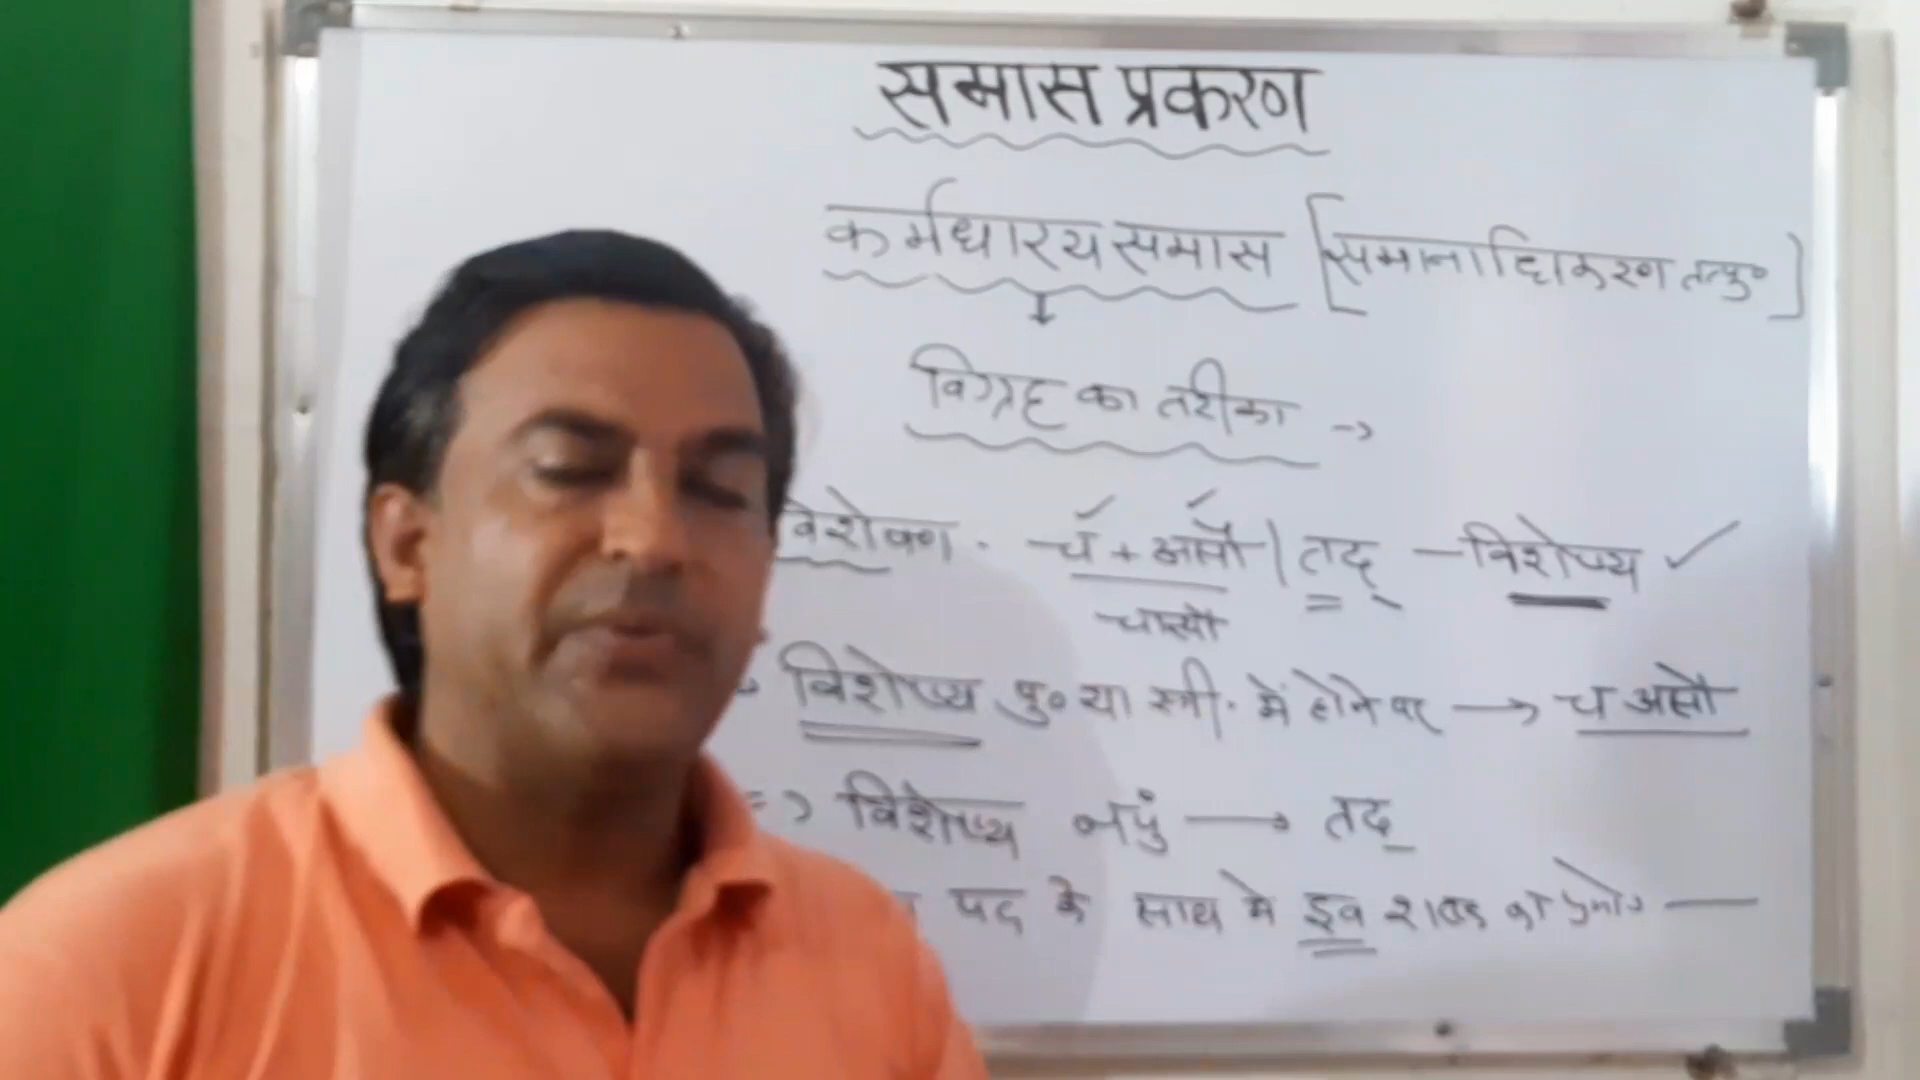 समास प्रकरण
कर्मधारय समास [समानाधिकरण तत्पु०]
विग्रह का तरीका →
विशेषण - च + असौ | तद् - विशेष्य ✓
चासौ
विशेष्य पु० या स्त्री. में होने पर → च असौ
=> विशेष्य नपुं → तद्
पद के साथ मे इव शब्द का प्रयोग —